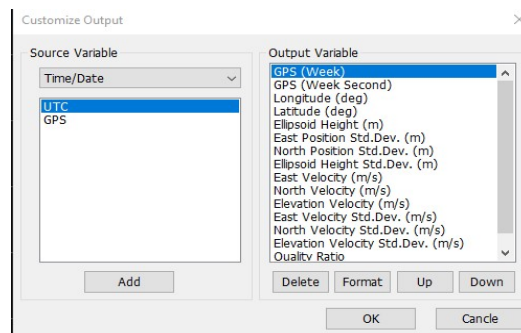 Customize Output
Source Variable
Time/Date
UTC
GPS
Add
Output Variable
GPS (Week)
GPS (Week Second)
Longitude (deg)
Latitude (deg)
Ellipsoid Height (m)
East Position Std.Dev. (m)
North Position Std.Dev. (m)
Ellipsoid Height Std.Dev. (m)
East Velocity (m/s)
North Velocity (m/s)
Elevation Velocity (m/s)
East Velocity Std.Dev. (m/s)
North Velocity Std.Dev. (m/s)
Elevation Velocity Std.Dev. (m/s)
Quality Ratio
Delete Format Up Down
OK Cancle